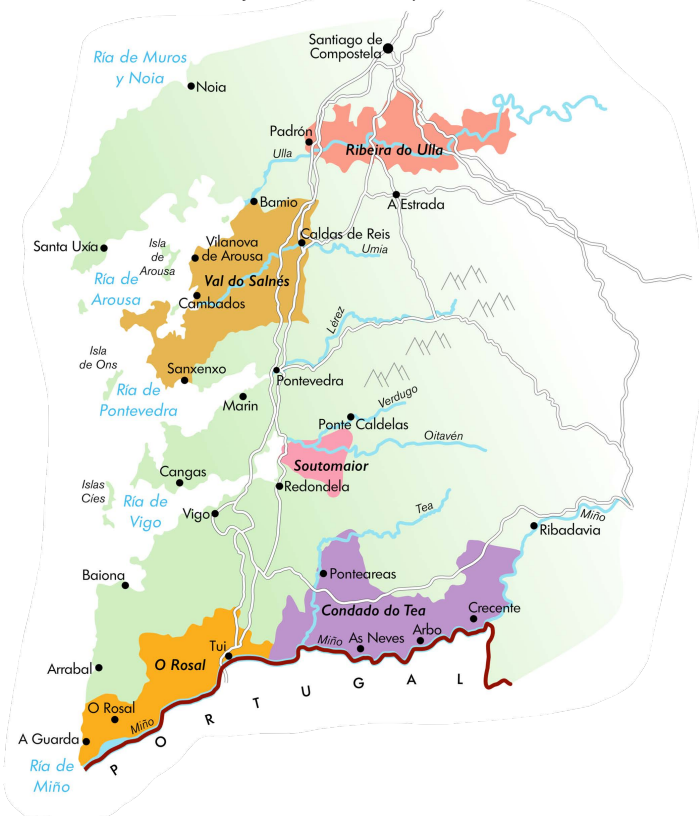 Santiago de
Compostela
Ría de Muros
y Noia
Noia
Padrón
Ulla
Ribeira do Ulla
Bamio
A Estrada
Santa Uxía
Isla
de
Arousa
Vilanova
de Arousa
Caldas de Reis
Umia
Ría de
Arousa
Val do Salnés
Cambados
Lérez
Isla
de Ons
Sanxenxo
Pontevedra
Ría de
Pontevedra
Marin
Verdugo
Ponte Caldelas
Oitavén
Soutomaior
Cangas
Redondela
Islas
Cíes
Ría de
Vigo
Vigo
Tea
Miño
Ribadavia
Baiona
Ponteareas
Condado do Tea
Crecente
Arbo
Miño
As Neves
Tui
O Rosal
Arrabal
O Rosal
Miño
A Guarda
Ría de
Miño
PORTUGAL